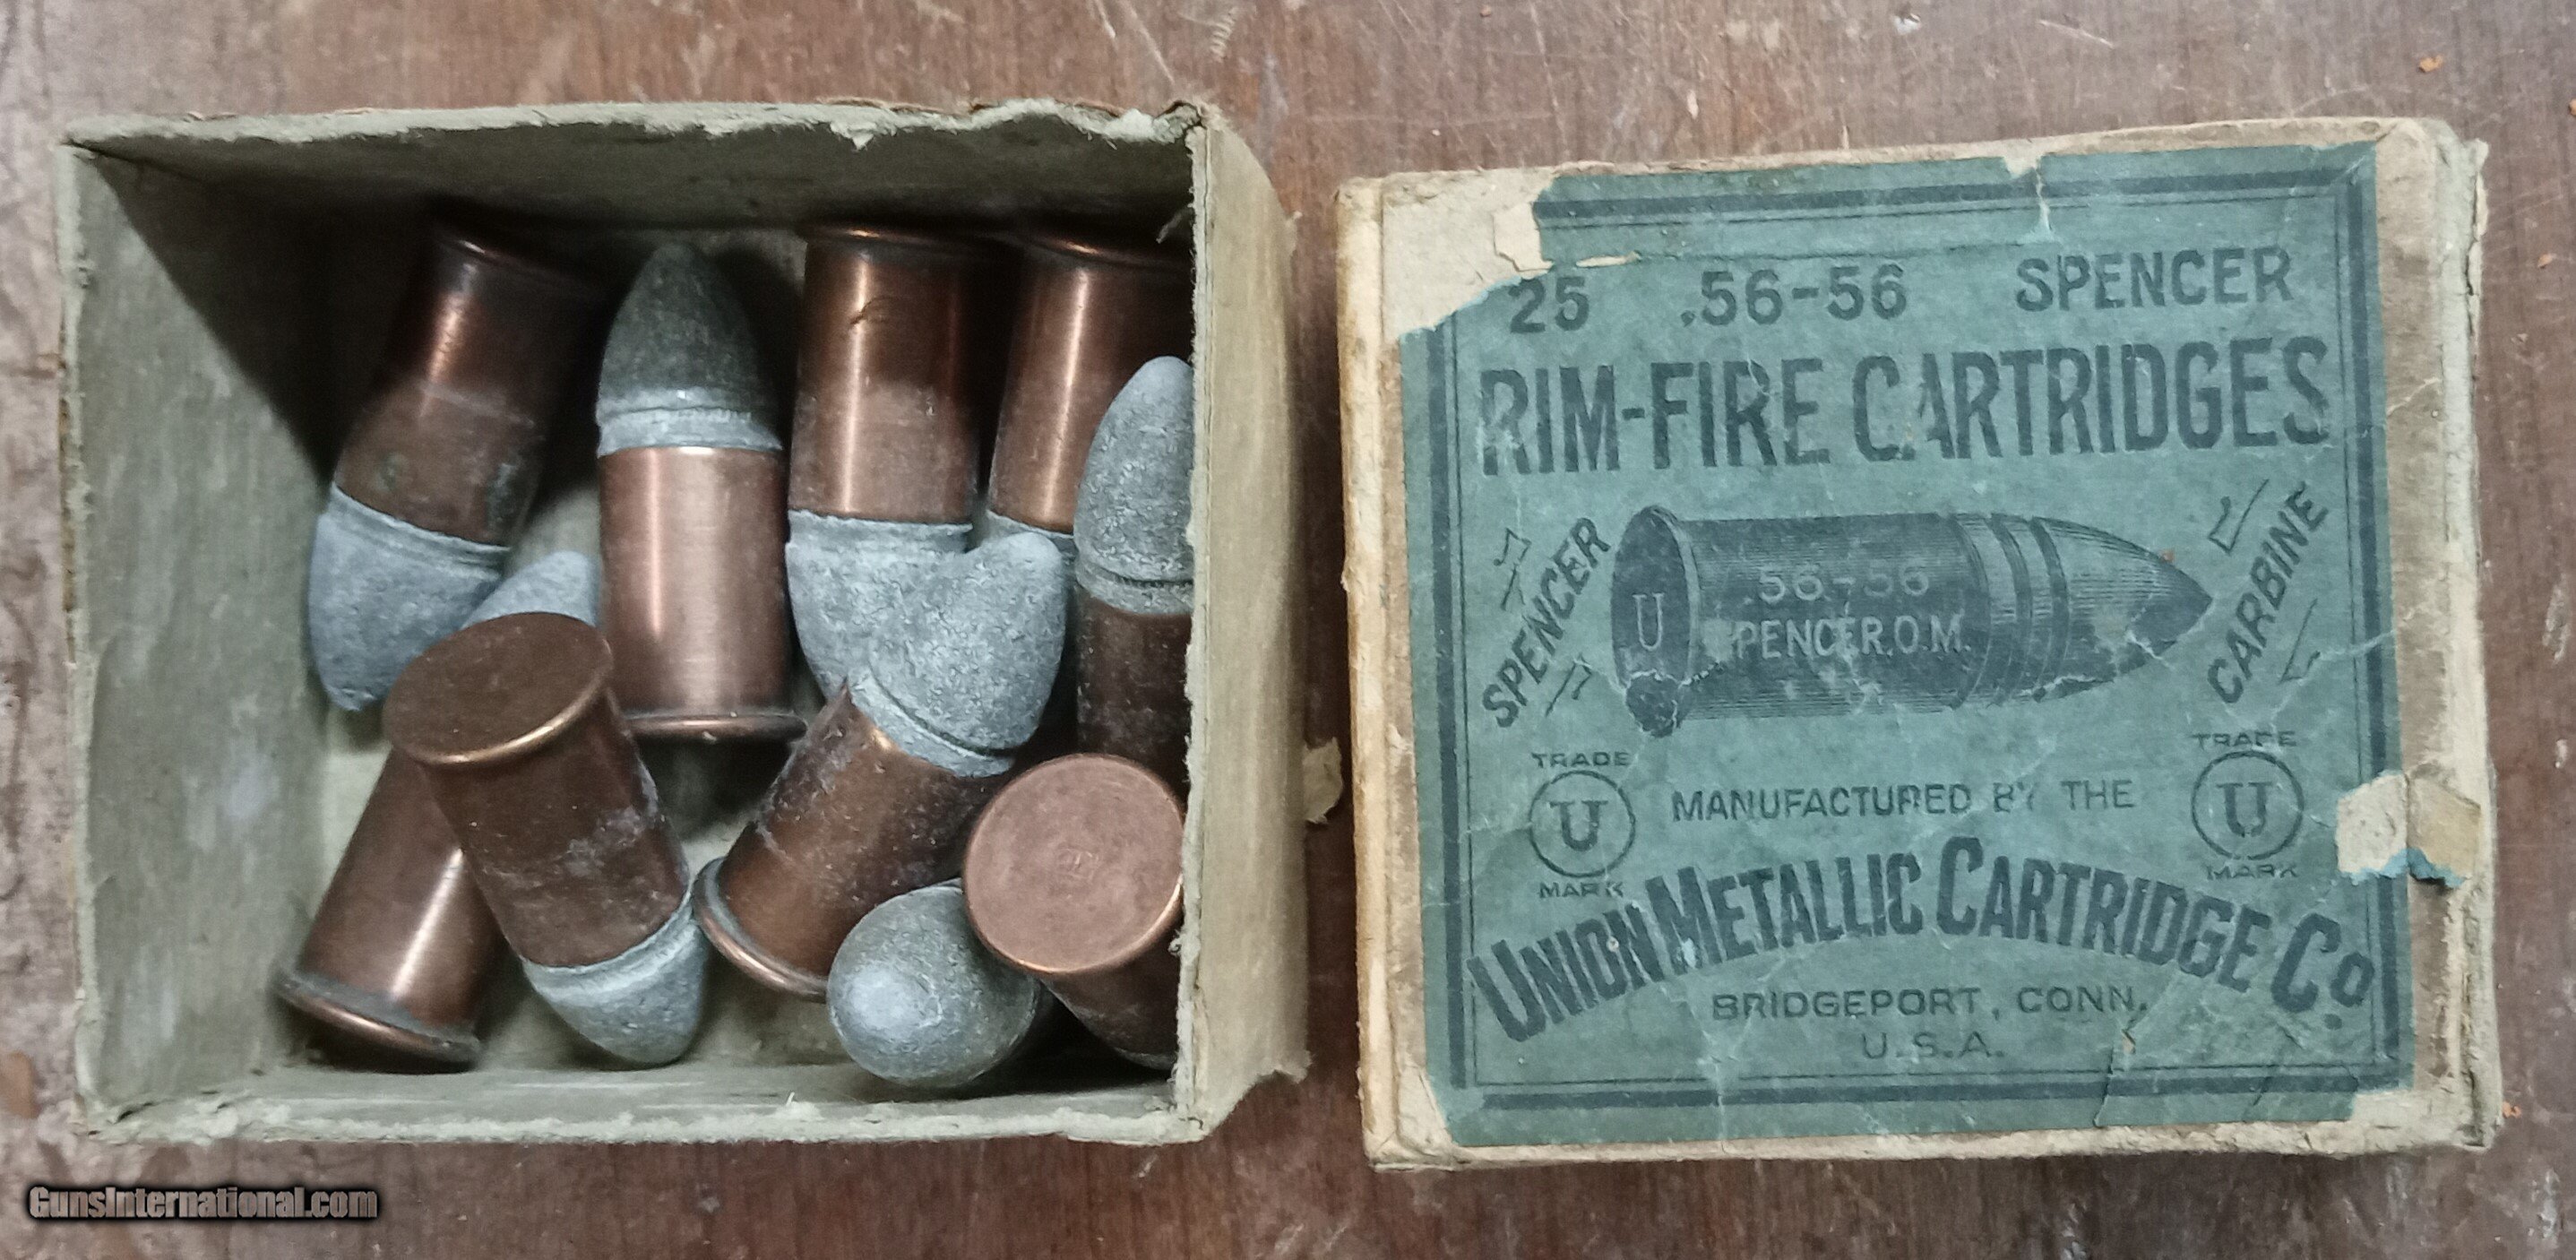 25 .56-56 SPENCER
RIM-FIRE CARTRIDGES
SPENCER
CARBINE
U
.56-56
SPENCER.O.M.
TRADE
U
MARK
TRADE
U
MARK
MANUFACTURED BY THE
UNION METALLIC CARTRIDGE CO.
BRIDGEPORT, CONN.
U.S.A.
GunsInternational.com